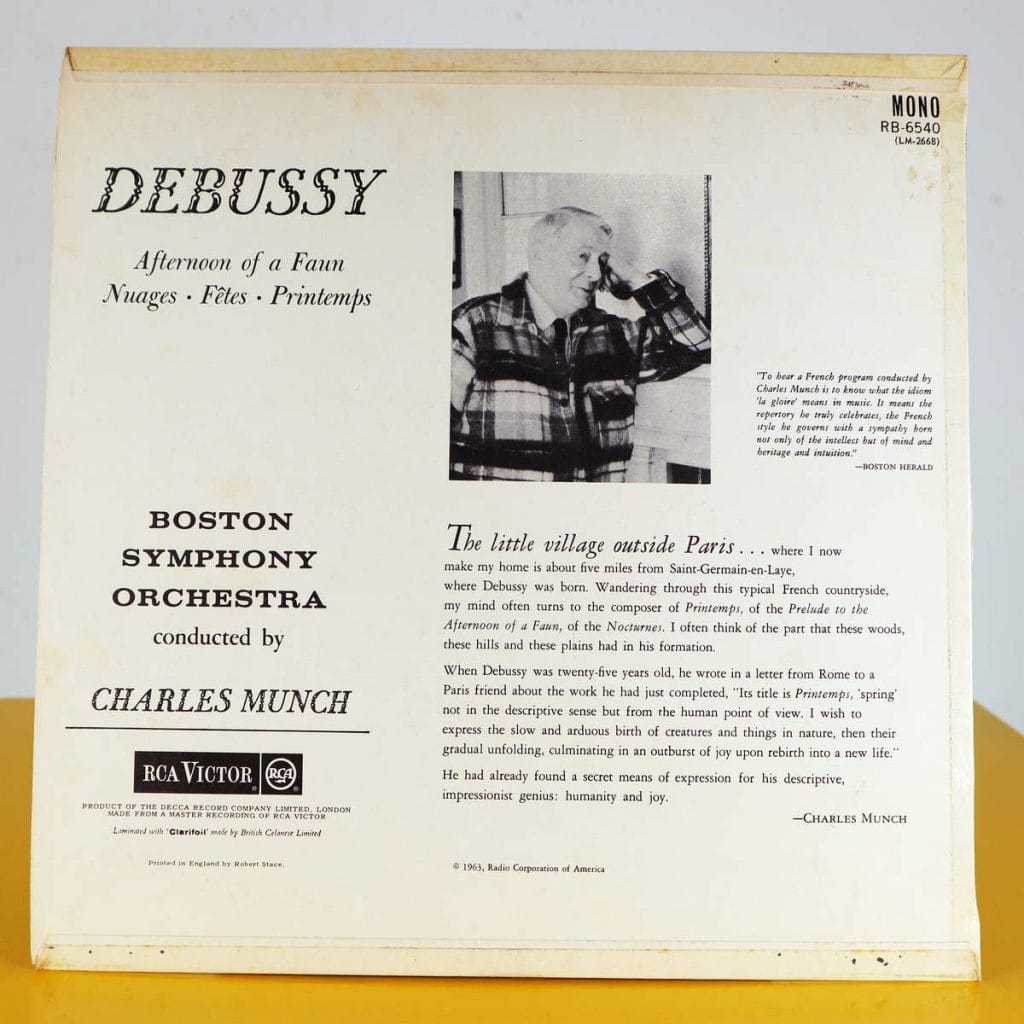 MONO
RB-6540
(LM-2668)
DEBUSSY
Afternoon of a Faun
Nuages · Fêtes · Printemps
"To hear a French program conducted by
Charles Munch is to know what the idiom
'la gloire' means in music. It means the
repertory he truly celebrates, the French
style he governs with a sympathy born
not only of the intellect but of mind and
heritage and intuition."
—BOSTON HERALD
BOSTON
SYMPHONY
ORCHESTRA
conducted by
CHARLES MUNCH
RCA VICTOR RCA
PRODUCT OF THE DECCA RECORD COMPANY LIMITED, LONDON
MADE FROM A MASTER RECORDING OF RCA VICTOR
Laminated with 'Clarifoil' made by British Celanese Limited
Printed in England by Robert Stace.
The little village outside Paris . . . where I now
make my home is about five miles from Saint-Germain-en-Laye,
where Debussy was born. Wandering through this typical French countryside,
my mind often turns to the composer of Printemps, of the Prelude to the
Afternoon of a Faun, of the Nocturnes. I often think of the part that these woods,
these hills and these plains had in his formation.
When Debussy was twenty-five years old, he wrote in a letter from Rome to a
Paris friend about the work he had just completed, "Its title is Printemps, 'spring'
not in the descriptive sense but from the human point of view. I wish to
express the slow and arduous birth of creatures and things in nature, then their
gradual unfolding, culminating in an outburst of joy upon rebirth into a new life."
He had already found a secret means of expression for his descriptive,
impressionist genius: humanity and joy.
—CHARLES MUNCH
© 1963, Radio Corporation of America